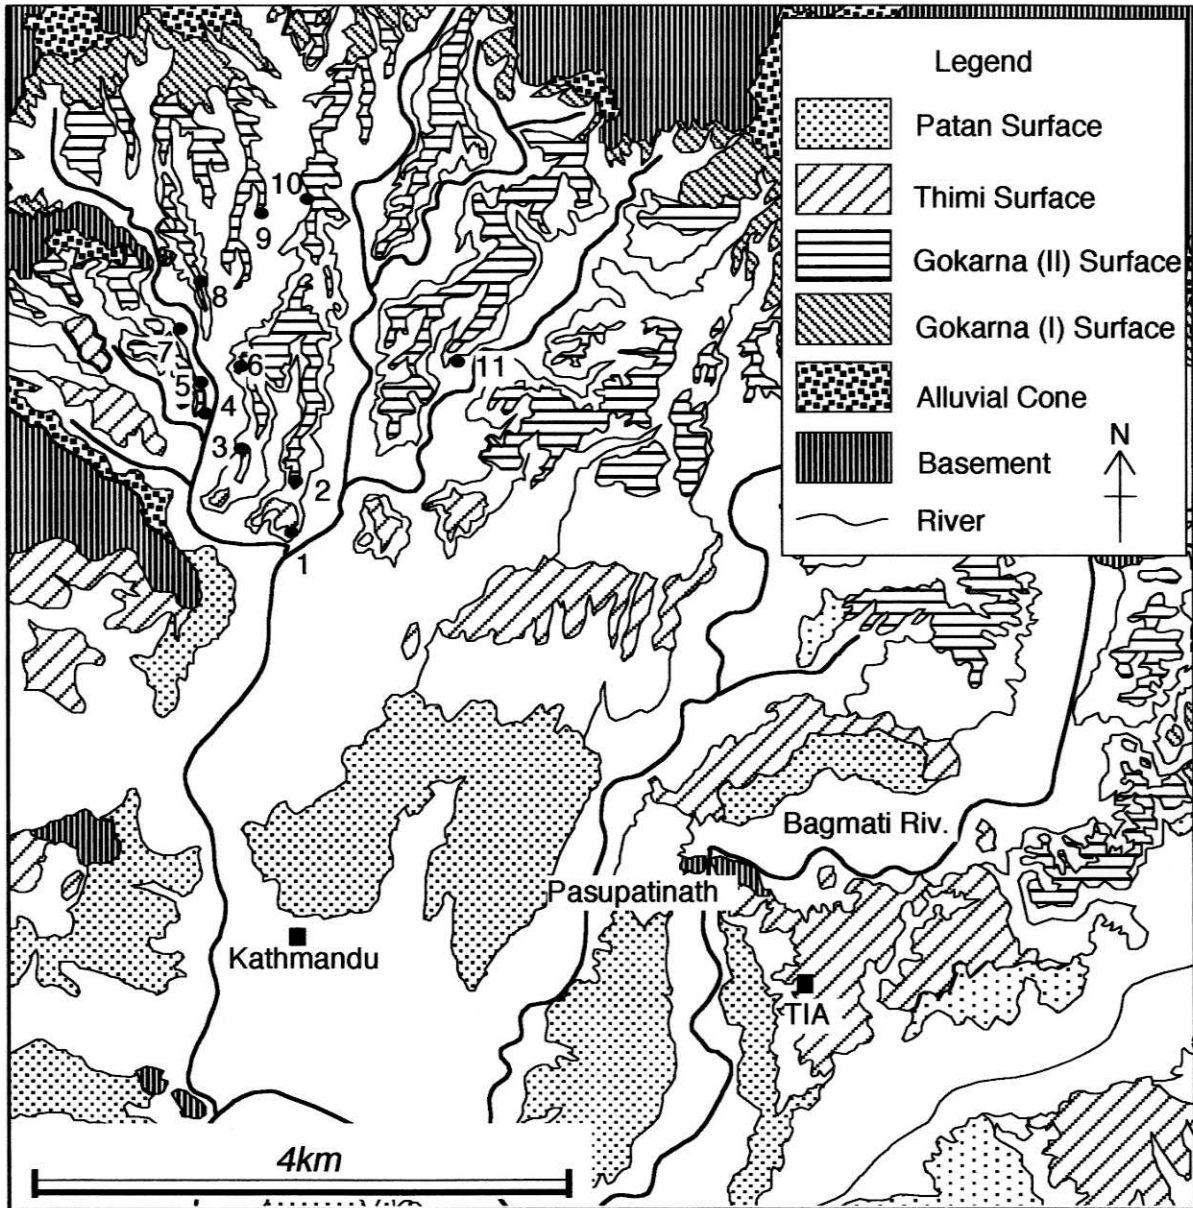 Legend
Patan Surface
Thimi Surface
Gokarna (II) Surface
Gokarna (I) Surface
Alluvial Cone
Basement
River
N
10
9
8
7
6
5
4
3
2
1
11
Bagmati Riv.
Pasupatinath
Kathmandu
TIA
4km